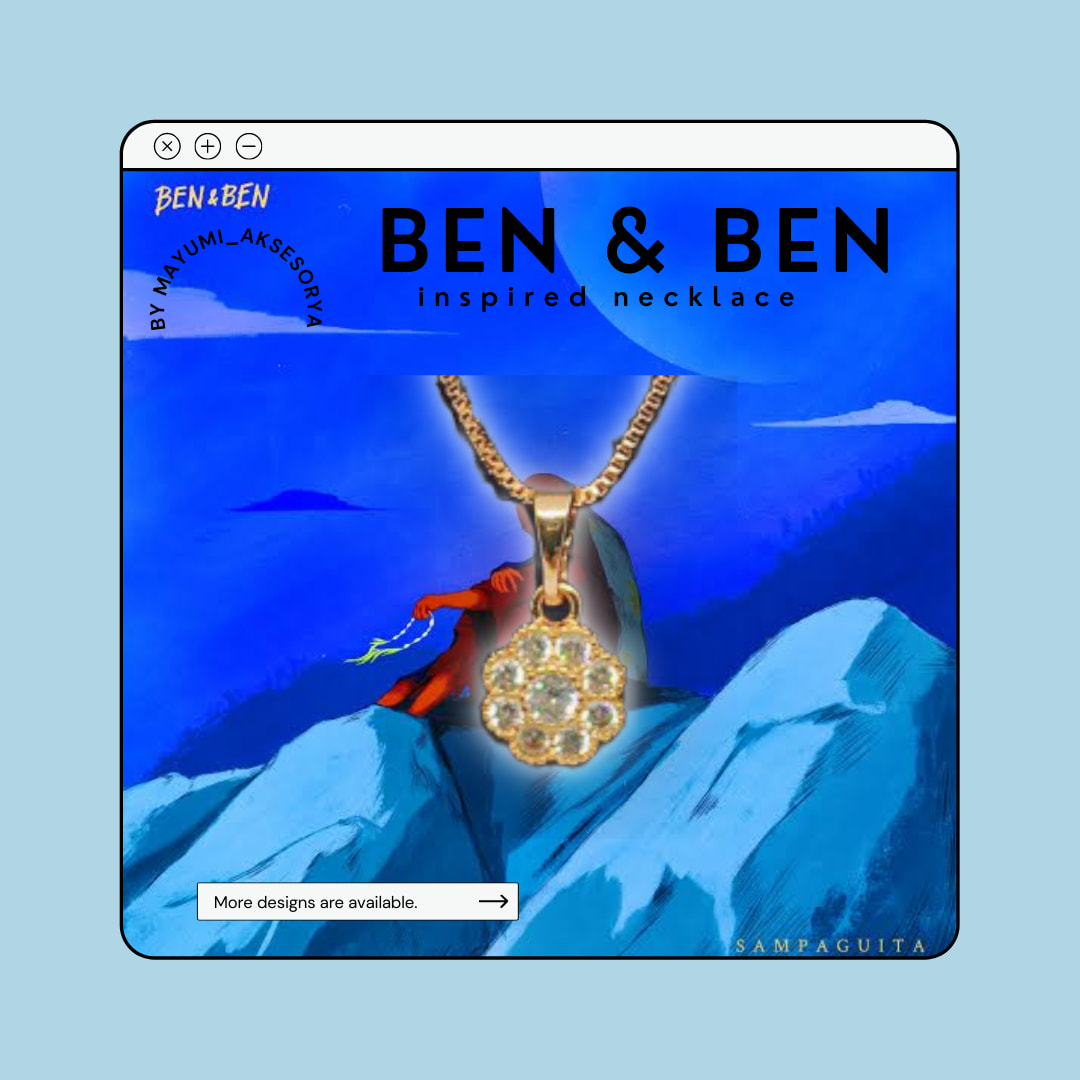 BEN & BEN
BEN & BEN
inspired necklace
BY MAYUMI_AKSESORYA
More designs are available.
SAMPAGUITA